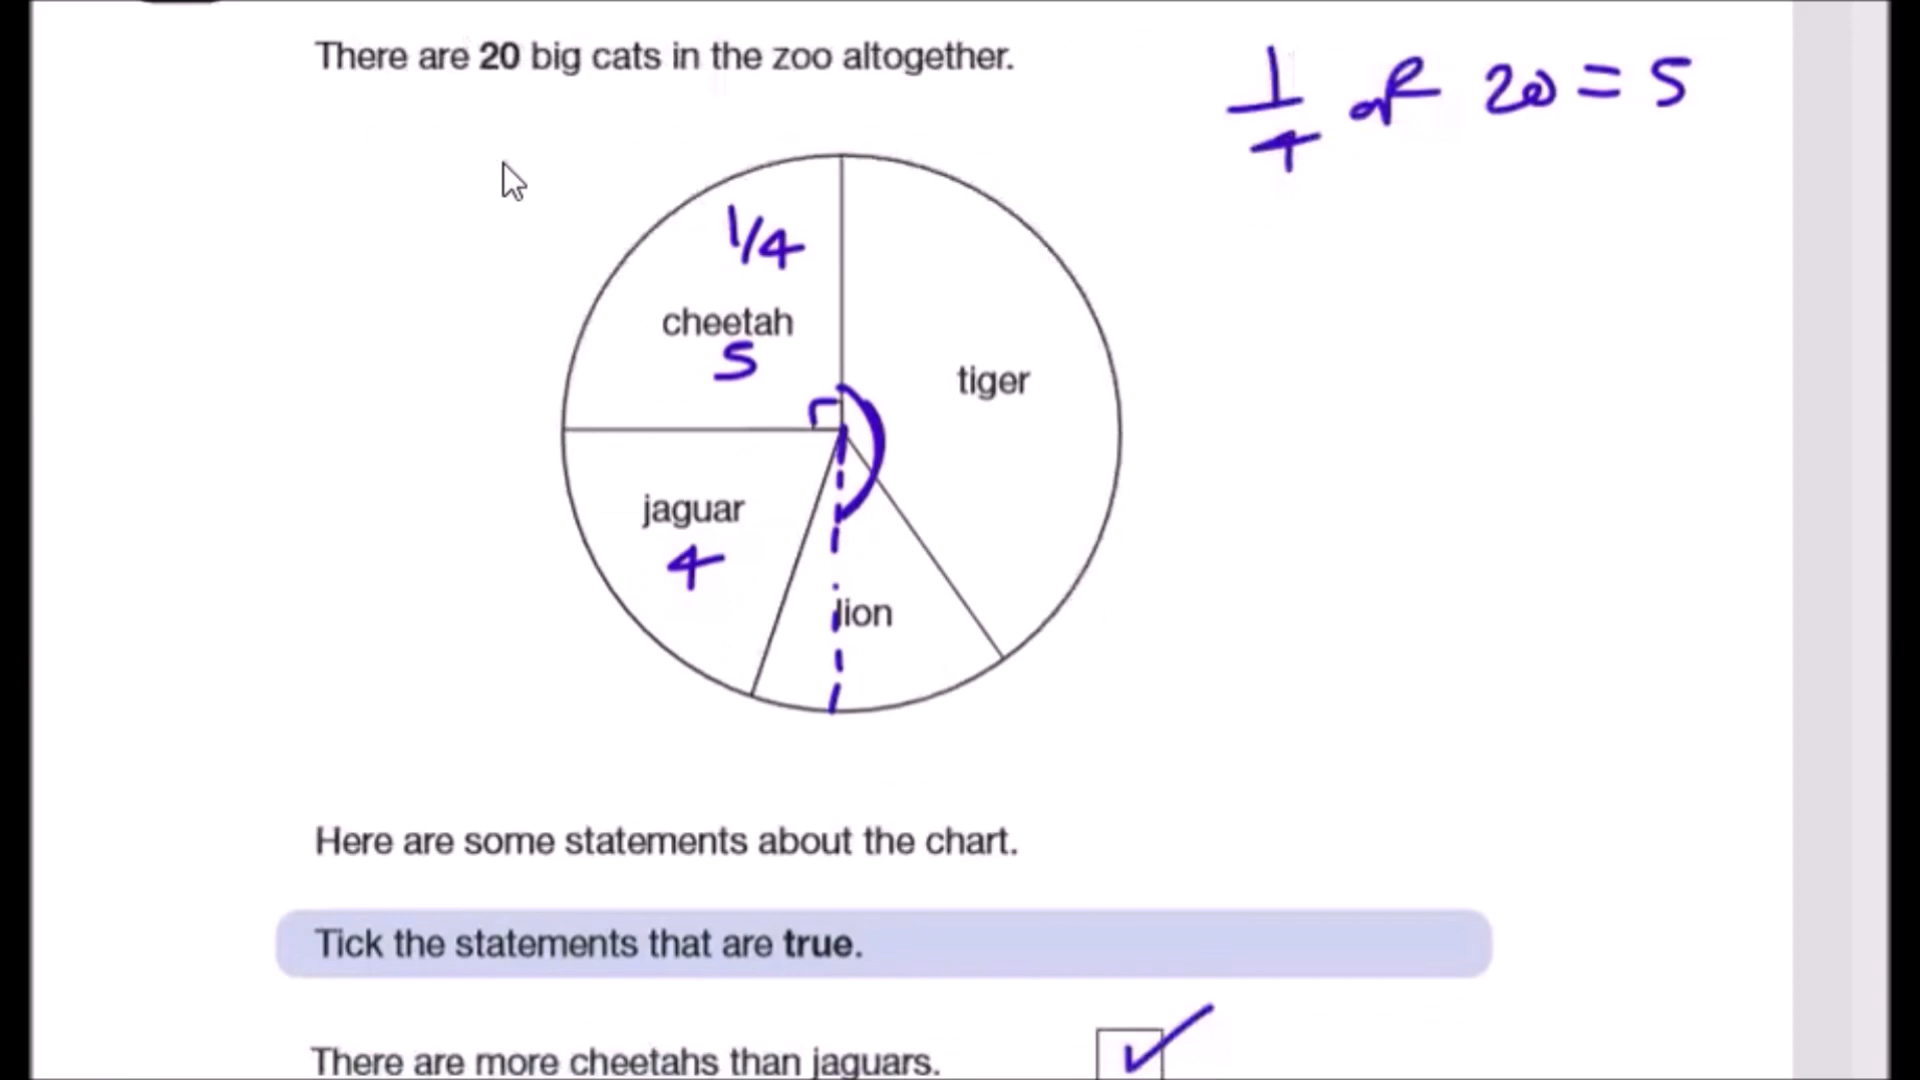 There are 20 big cats in the zoo altogether.
1/4 of 20 = 5
1/4
cheetah
5
tiger
jaguar
4
lion
Here are some statements about the chart.
Tick the statements that are true.
There are more cheetahs than jaguars.